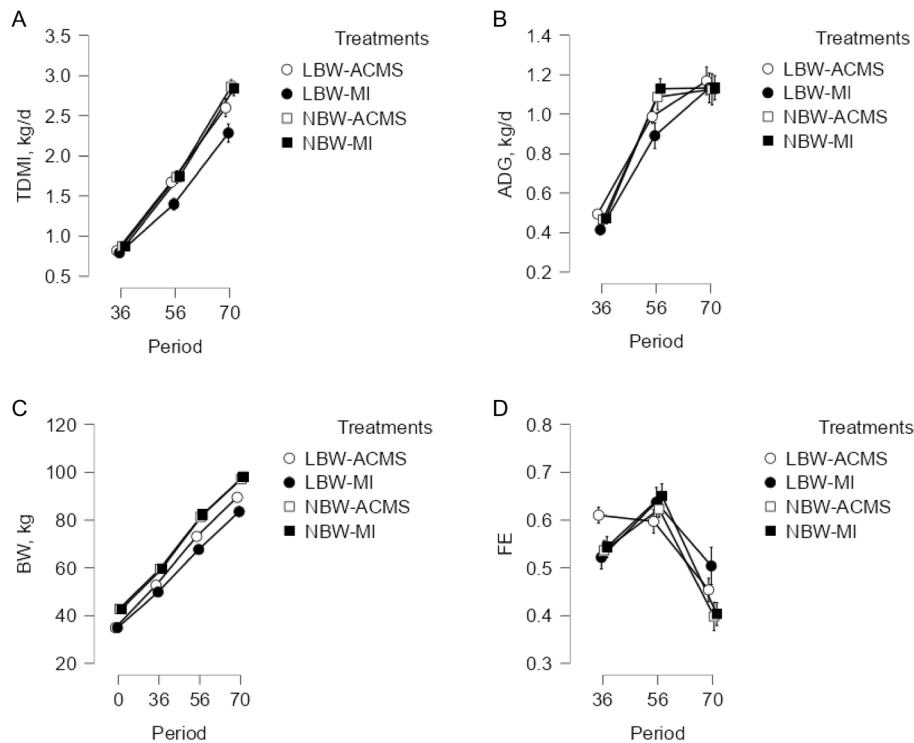 A
TDMI, kg/d
3.5
3.0
2.5
2.0
1.5
1.0
0.5
36 56 70
Period
Treatments
LBW-ACMS
LBW-MI
NBW-ACMS
NBW-MI
B
ADG, kg/d
1.4
1.2
1.0
0.8
0.6
0.4
0.2
36 56 70
Period
Treatments
LBW-ACMS
LBW-MI
NBW-ACMS
NBW-MI
C
BW, kg
120
100
80
60
40
20
0 36 56 70
Period
Treatments
LBW-ACMS
LBW-MI
NBW-ACMS
NBW-MI
D
FE
0.8
0.7
0.6
0.5
0.4
0.3
36 56 70
Period
Treatments
LBW-ACMS
LBW-MI
NBW-ACMS
NBW-MI